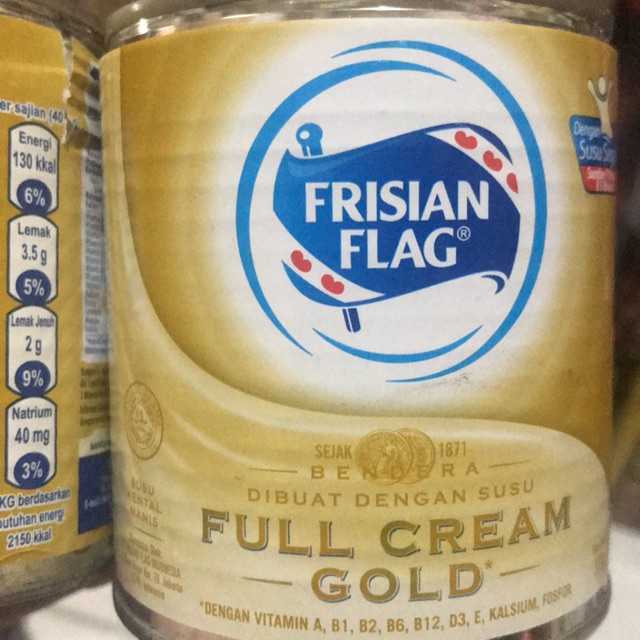 er sajian (40
Energi
130 kkal
6%
Lemak
3.5 g
5%
Lemak Jenuh
2 g
9%
Natrium
40 mg
3%
KG berdasarkan
butuhan energi
2150 kkal
FRISIAN
FLAG®
Dengan
Susu
SEJAK 1871
BENDERA
DIBUAT DENGAN SUSU
FULL CREAM
GOLD*
*DENGAN VITAMIN A, B1, B2, B6, B12, D3, E, KALSIUM, FOSFOR
SUSU
KENTAL
MANIS